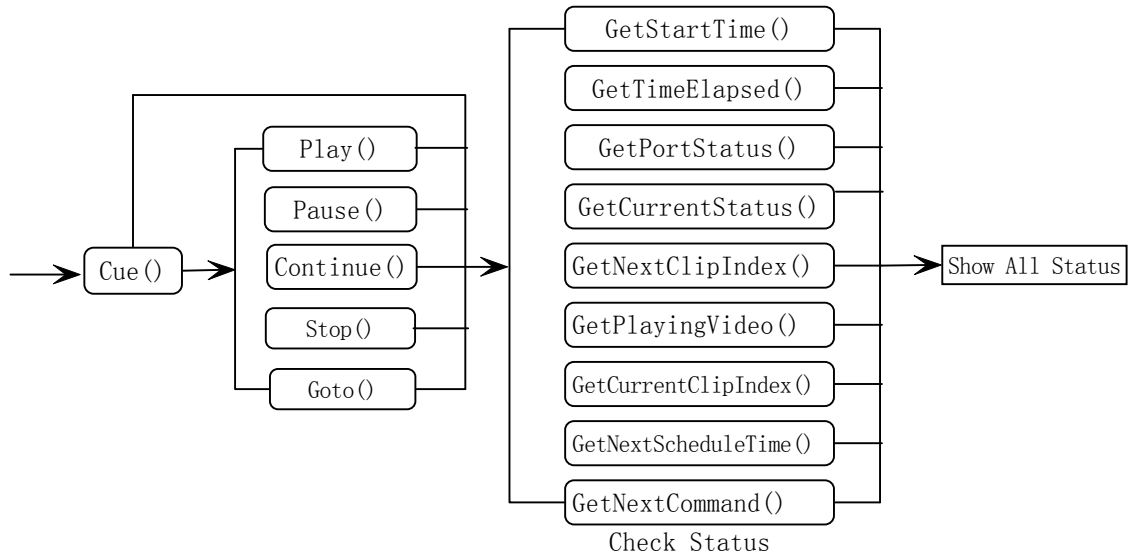 Cue()
Play()
Pause()
Continue()
Stop()
Goto()
GetStartTime()
GetTimeElapsed()
GetPortStatus()
GetCurrentStatus()
GetNextClipIndex()
GetPlayingVideo()
GetCurrentClipIndex()
GetNextScheduleTime()
GetNextCommand()
Check Status
Show All Status